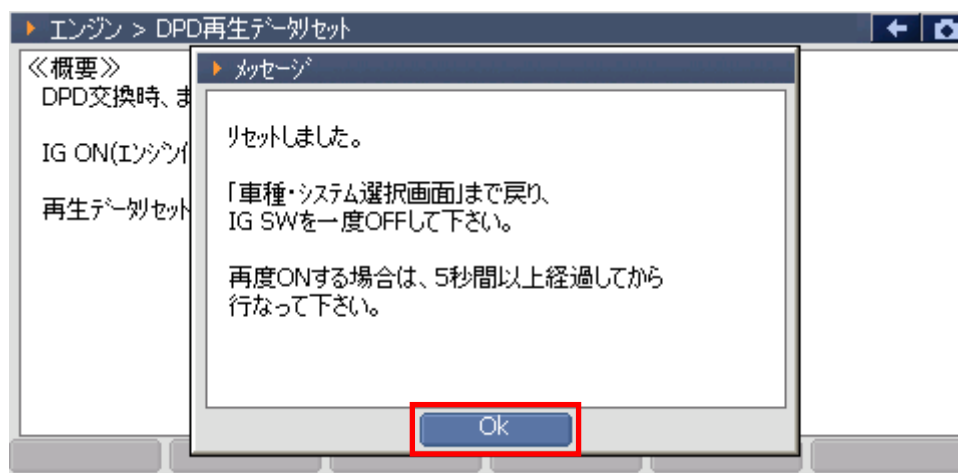 エンジン > DPD再生ﾃﾞｰﾀﾘｾｯﾄ
≪概要≫
DPD交換時、ま
IG ON(ｴﾝｼﾞﾝｲ
再生ﾃﾞｰﾀﾘｾｯﾄ
ﾒｯｾｰｼﾞ
ﾘｾｯﾄしました。
「車種・ｼｽﾃﾑ選択画面」まで戻り、
IG SWを一度OFFして下さい。
再度ONする場合は、5秒間以上経過してから
行なって下さい。
Ok